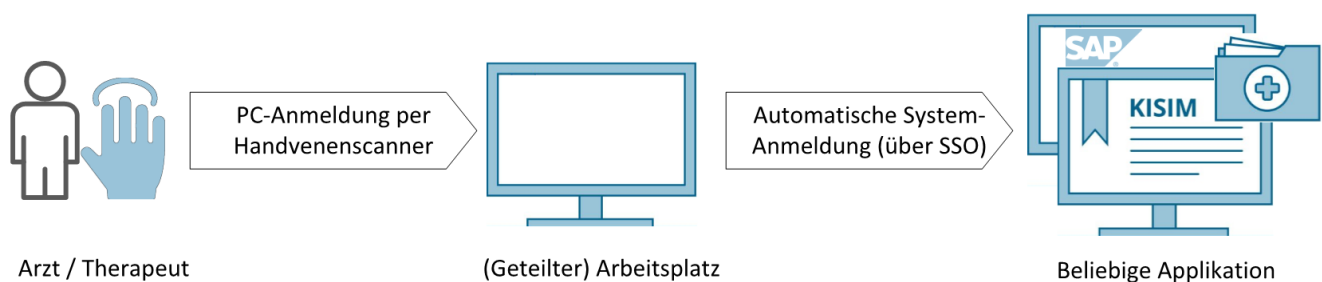 PC-Anmeldung per
Handvenenscanner
Automatische System-
Anmeldung (über SSO)
SAP
KISIM
Arzt / Therapeut
(Geteilter) Arbeitsplatz
Beliebige Applikation